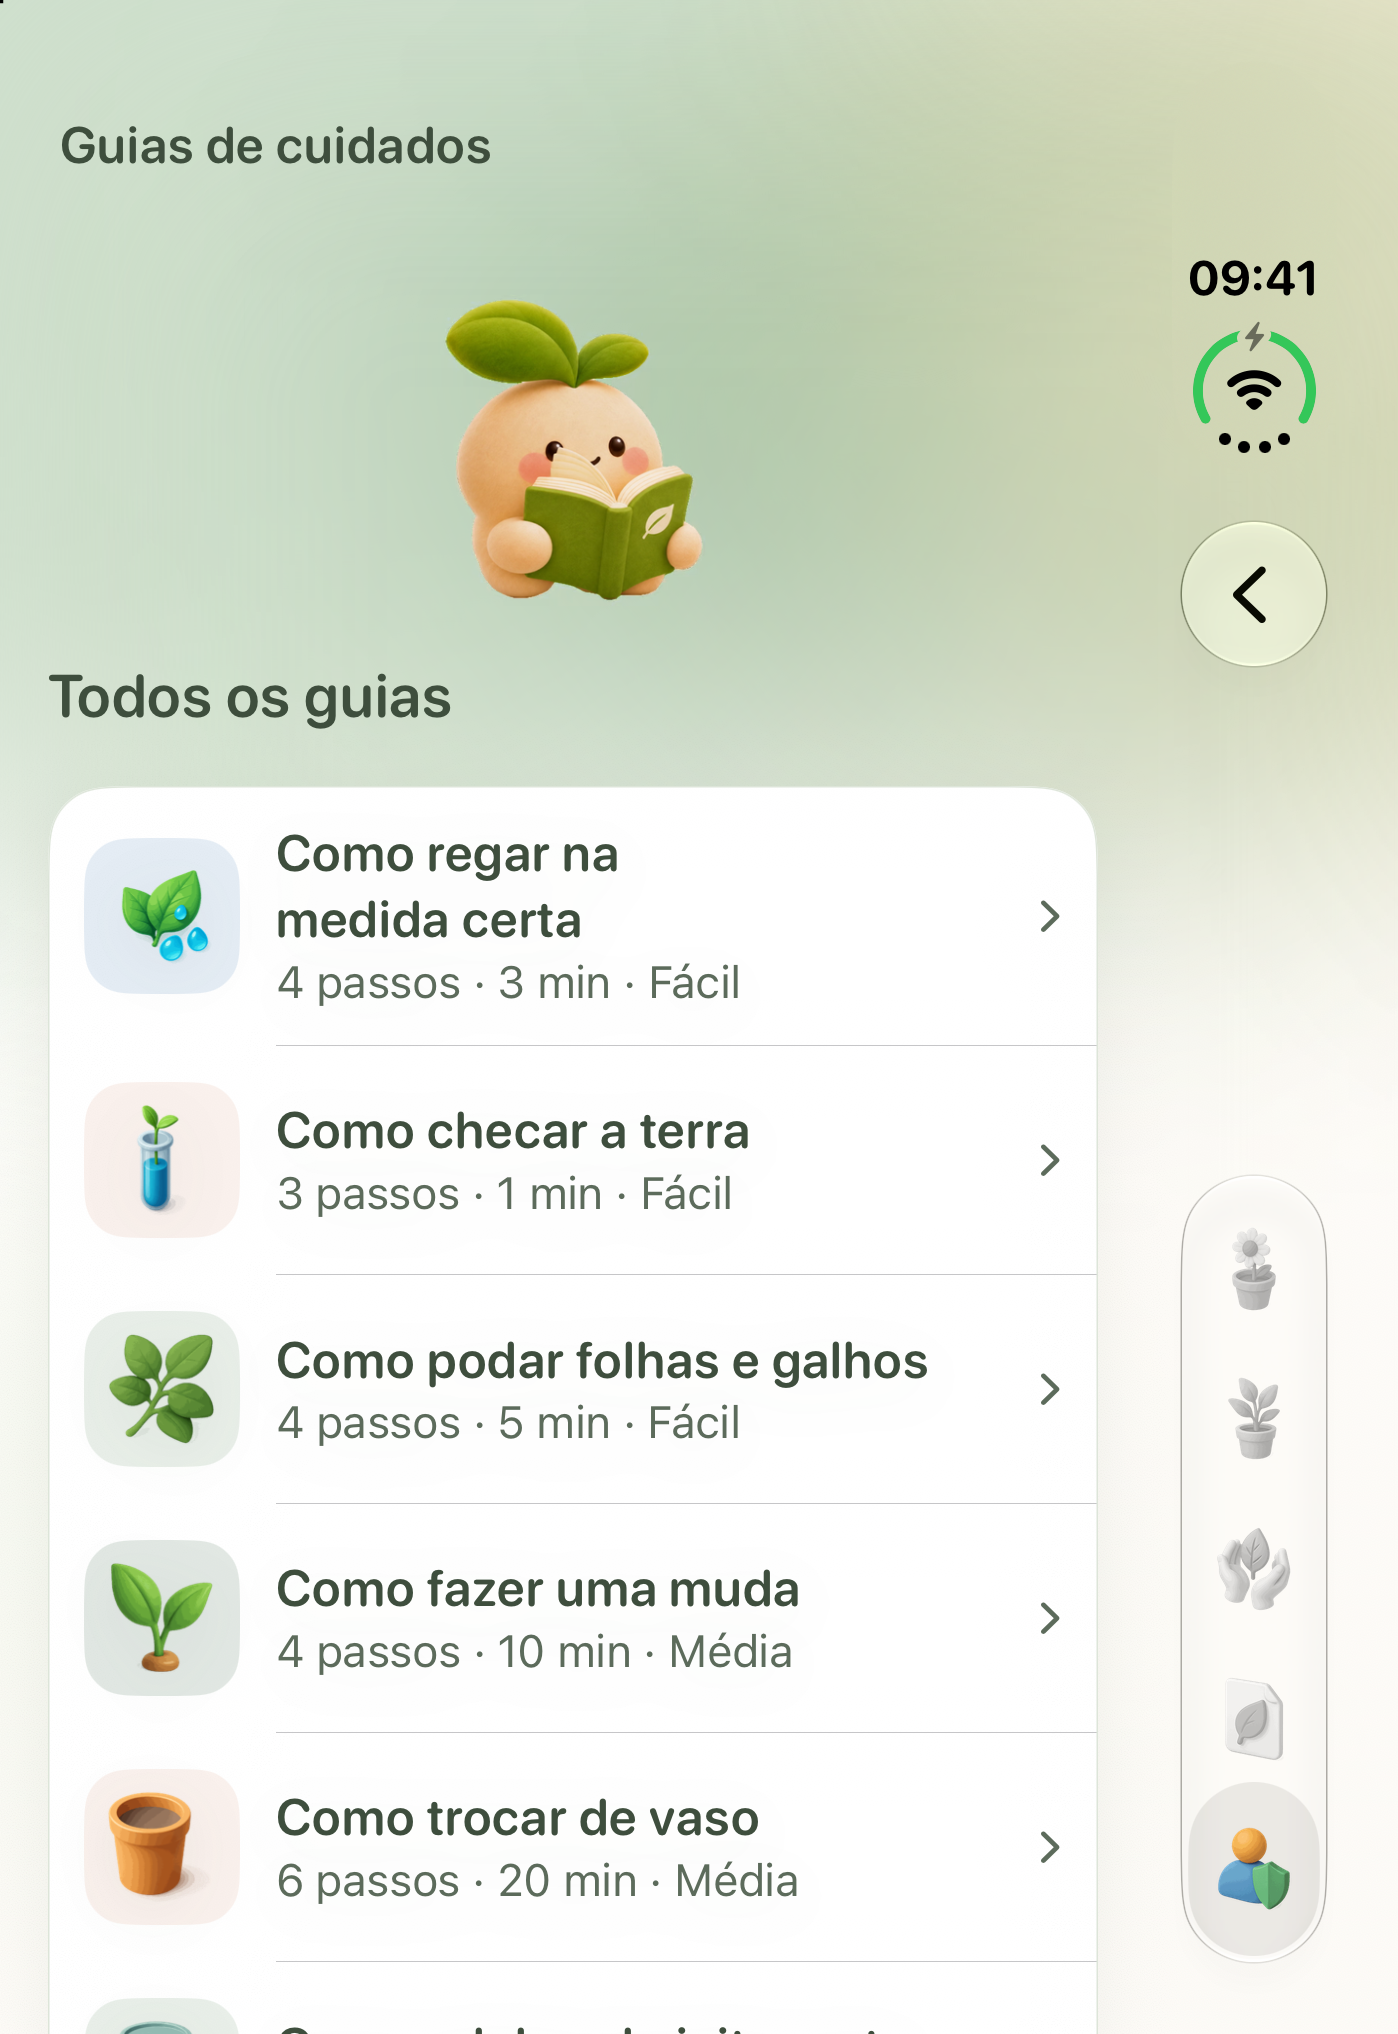 Guias de cuidados
09:41
Todos os guias
Como regar na
medida certa
4 passos · 3 min · Fácil
Como checar a terra
3 passos · 1 min · Fácil
Como podar folhas e galhos
4 passos · 5 min · Fácil
Como fazer uma muda
4 passos · 10 min · Média
Como trocar de vaso
6 passos · 20 min · Média